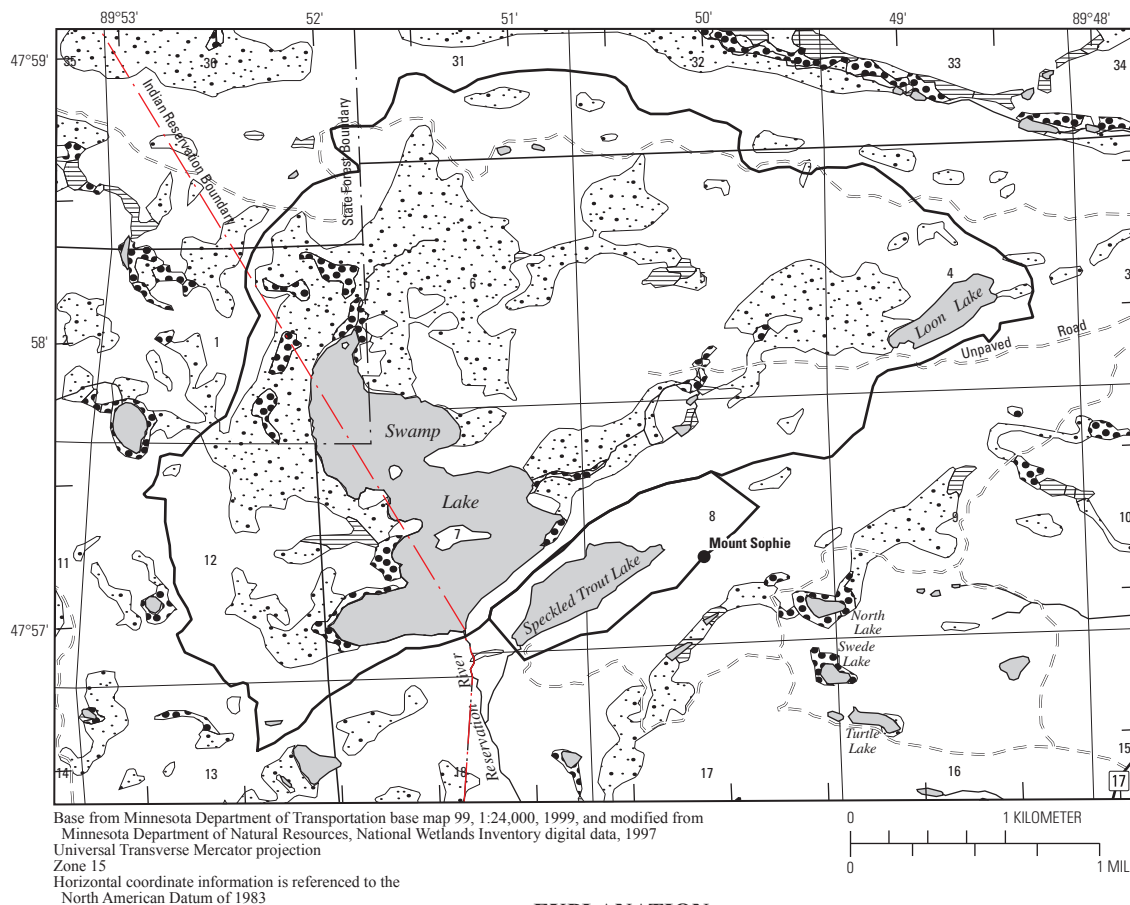 89°53' 52' 51' 50' 49' 89°48'
47°59'
35 36 31 32 33 34
Indian Reservation Boundary
State Forest Boundary
6 5 4 3
Loon Lake
58'
2 1
Unpaved Road
Swamp
Lake
7
8
9
10
Mount Sophie
11 12
Speckled Trout Lake
North
Lake
47°57'
Swede
Lake
Reservation River
Turtle
Lake
14 13 18 17 16 15
17
Base from Minnesota Department of Transportation base map 99, 1:24,000, 1999, and modified from
Minnesota Department of Natural Resources, National Wetlands Inventory digital data, 1997
Universal Transverse Mercator projection
Zone 15
Horizontal coordinate information is referenced to the
North American Datum of 1983
0 1 KILOMETER
0 1 MIL